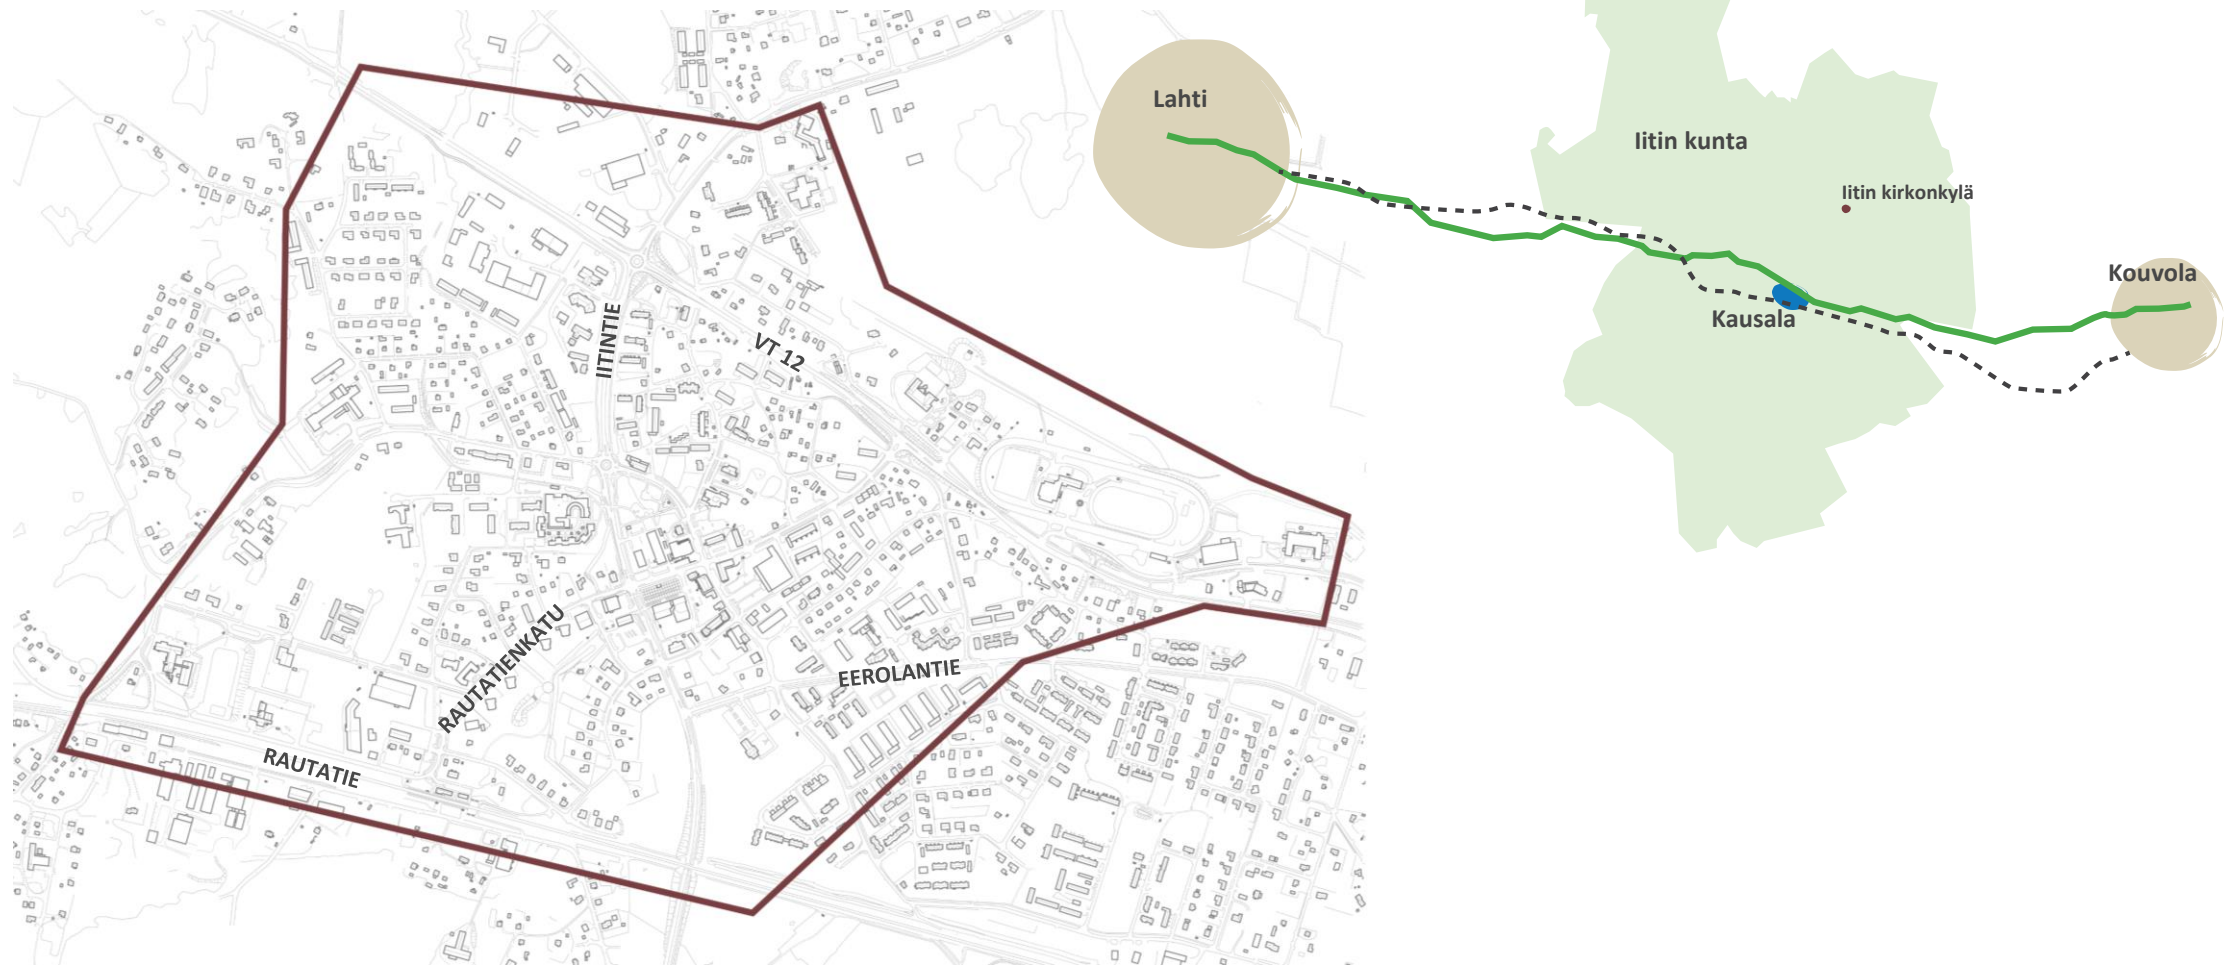 IITINTIE
VT 12
RAUTATIENKATU
EEROLANTIE
RAUTATIE
Lahti
Iitin kunta
Iitin kirkonkylä
Kouvola
Kausala